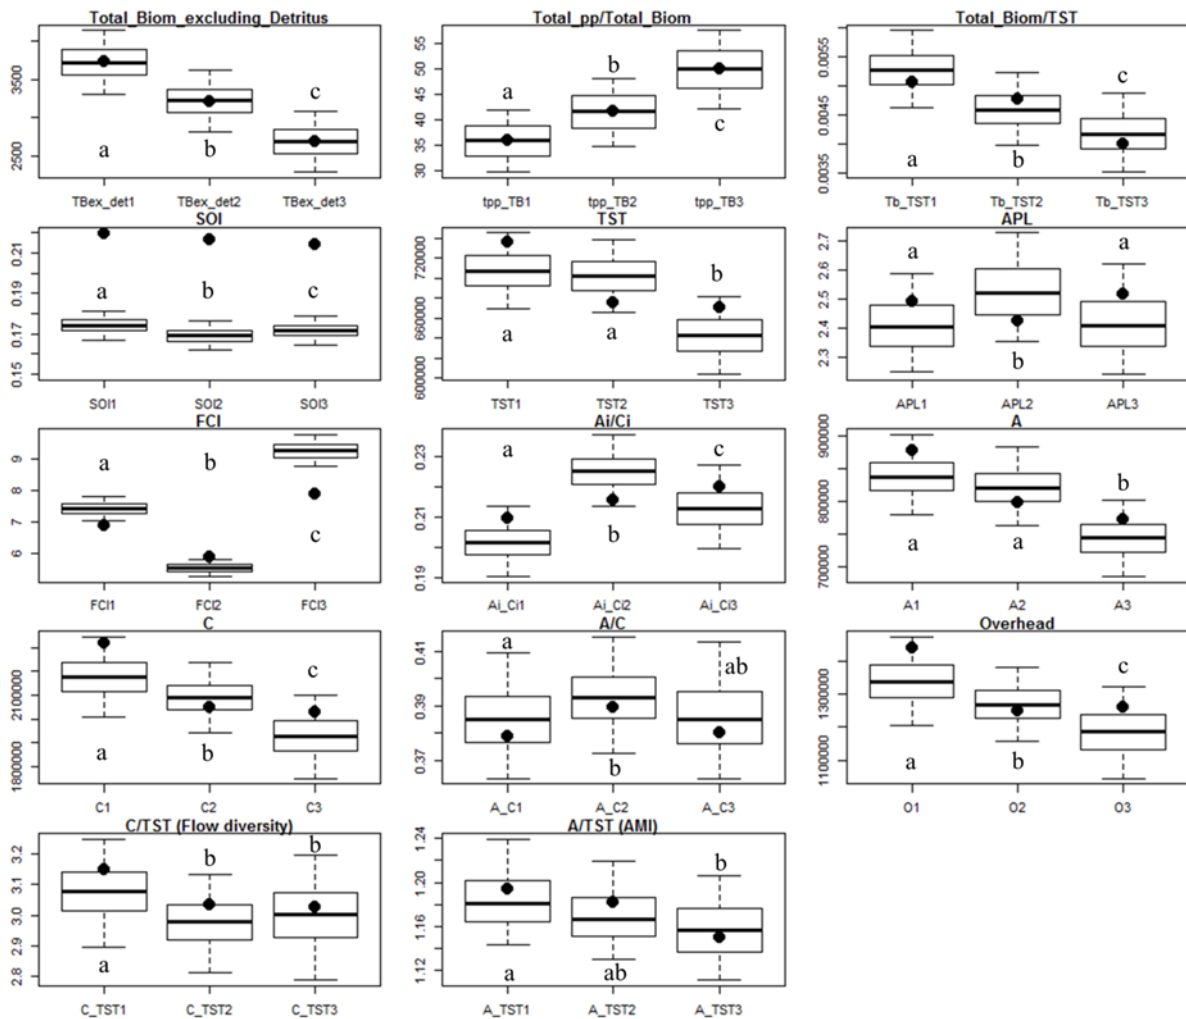 Total_Biom_excluding_Detritus
3500
2500
a
b
c
TBex_det1 TBex_det2 TBex_det3
Total_pp/Total_Biom
55
50
45
40
35
30
a
b
c
tpp_TB1 tpp_TB2 tpp_TB3
Total_Biom/TST
0.0055
0.0045
0.0035
a
b
c
Tb_TST1 Tb_TST2 Tb_TST3
SOI
0.21
0.19
0.17
0.15
a
b
c
SOI1 SOI2 SOI3
TST
720000
660000
600000
a
a
b
TST1 TST2 TST3
APL
2.7
2.6
2.5
2.4
2.3
a
b
a
APL1 APL2 APL3
FCI
9
8
7
6
a
b
c
FCI1 FCI2 FCI3
Ai/Ci
0.23
0.21
0.19
a
b
c
Ai_Ci1 Ai_Ci2 Ai_Ci3
A
900000
800000
700000
a
a
b
A1 A2 A3
C
2100000
1800000
a
b
c
C1 C2 C3
A/C
0.41
0.39
0.37
a
b
ab
A_C1 A_C2 A_C3
Overhead
1300000
1100000
a
b
c
O1 O2 O3
C/TST (Flow diversity)
3.2
3.1
3.0
2.9
2.8
a
b
b
C_TST1 C_TST2 C_TST3
A/TST (AMI)
1.24
1.20
1.16
1.12
a
ab
b
A_TST1 A_TST2 A_TST3